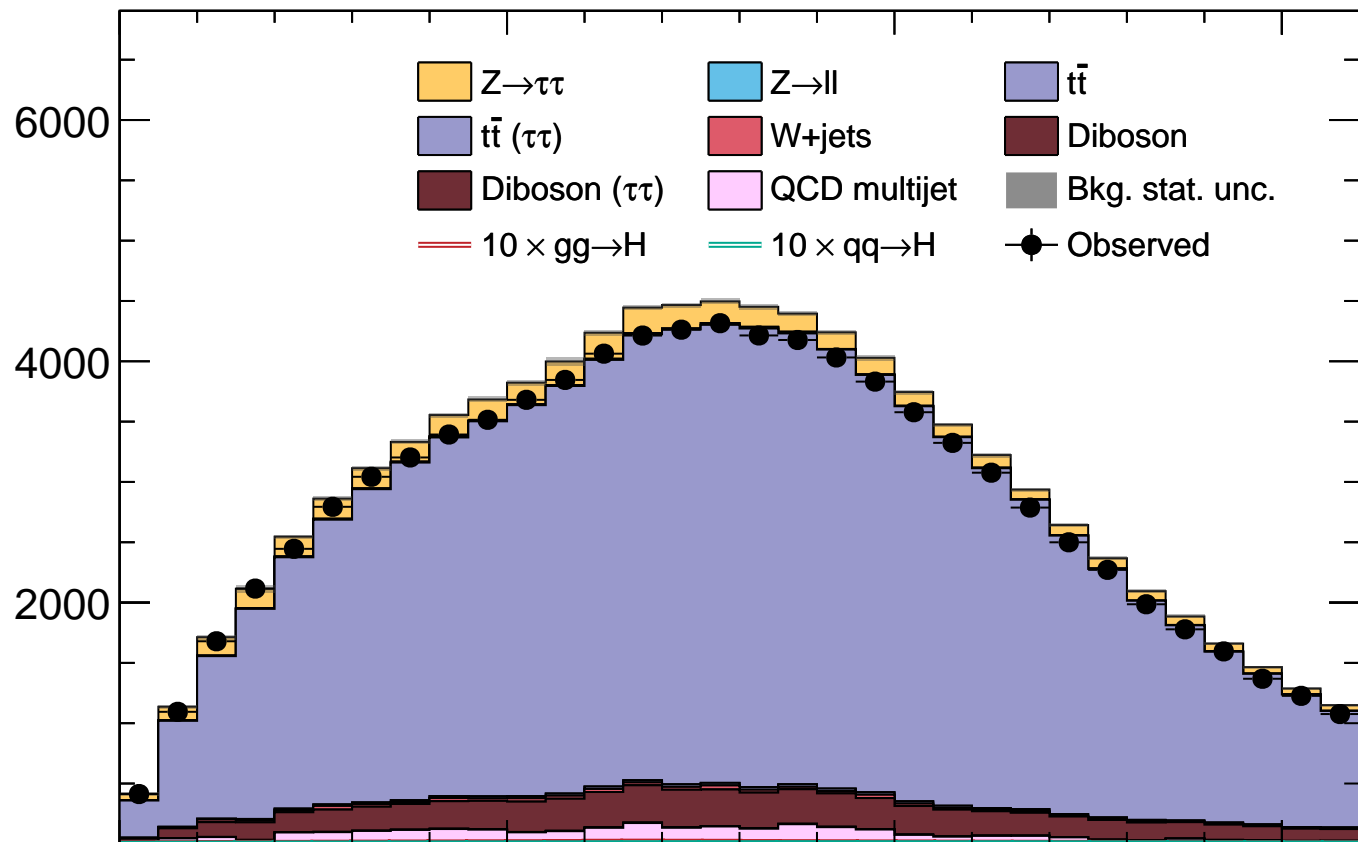 6000
4000
2000
Z→ττ Z→ll tt̄
tt̄ (ττ) W+jets Diboson
Diboson (ττ) QCD multijet Bkg. stat. unc.
10 × gg→H 10 × qq→H Observed